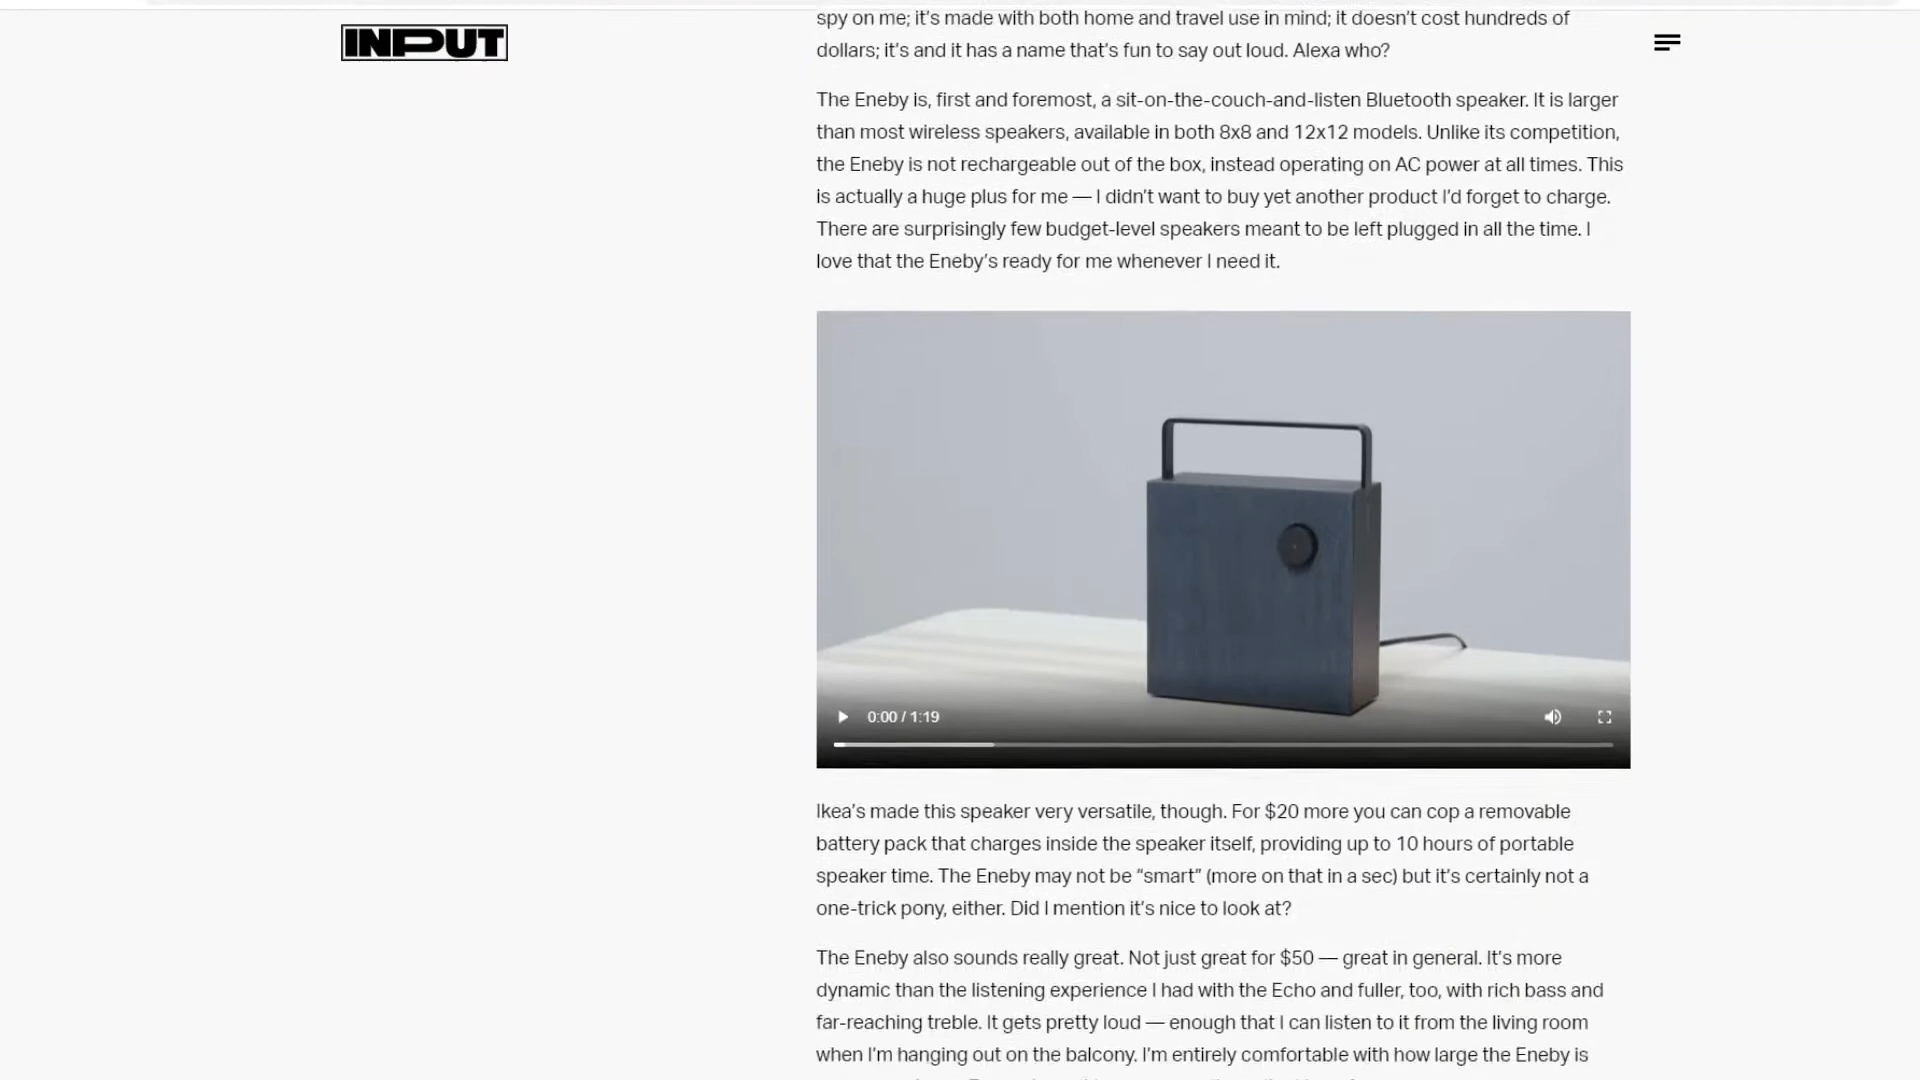 spy on me; it’s made with both home and travel use in mind; it doesn’t cost hundreds of
INPUT
dollars; it’s and it has a name that’s fun to say out loud. Alexa who?
The Eneby is, first and foremost, a sit-on-the-couch-and-listen Bluetooth speaker. It is larger
than most wireless speakers, available in both 8x8 and 12x12 models. Unlike its competition,
the Eneby is not rechargeable out of the box, instead operating on AC power at all times. This
is actually a huge plus for me — I didn’t want to buy yet another product I’d forget to charge.
There are surprisingly few budget-level speakers meant to be left plugged in all the time. I
love that the Eneby’s ready for me whenever I need it.
0:00 / 1:19
Ikea’s made this speaker very versatile, though. For $20 more you can cop a removable
battery pack that charges inside the speaker itself, providing up to 10 hours of portable
speaker time. The Eneby may not be “smart” (more on that in a sec) but it’s certainly not a
one-trick pony, either. Did I mention it’s nice to look at?
The Eneby also sounds really great. Not just great for $50 — great in general. It’s more
dynamic than the listening experience I had with the Echo and fuller, too, with rich bass and
far-reaching treble. It gets pretty loud — enough that I can listen to it from the living room
when I’m hanging out on the balcony. I’m entirely comfortable with how large the Eneby is